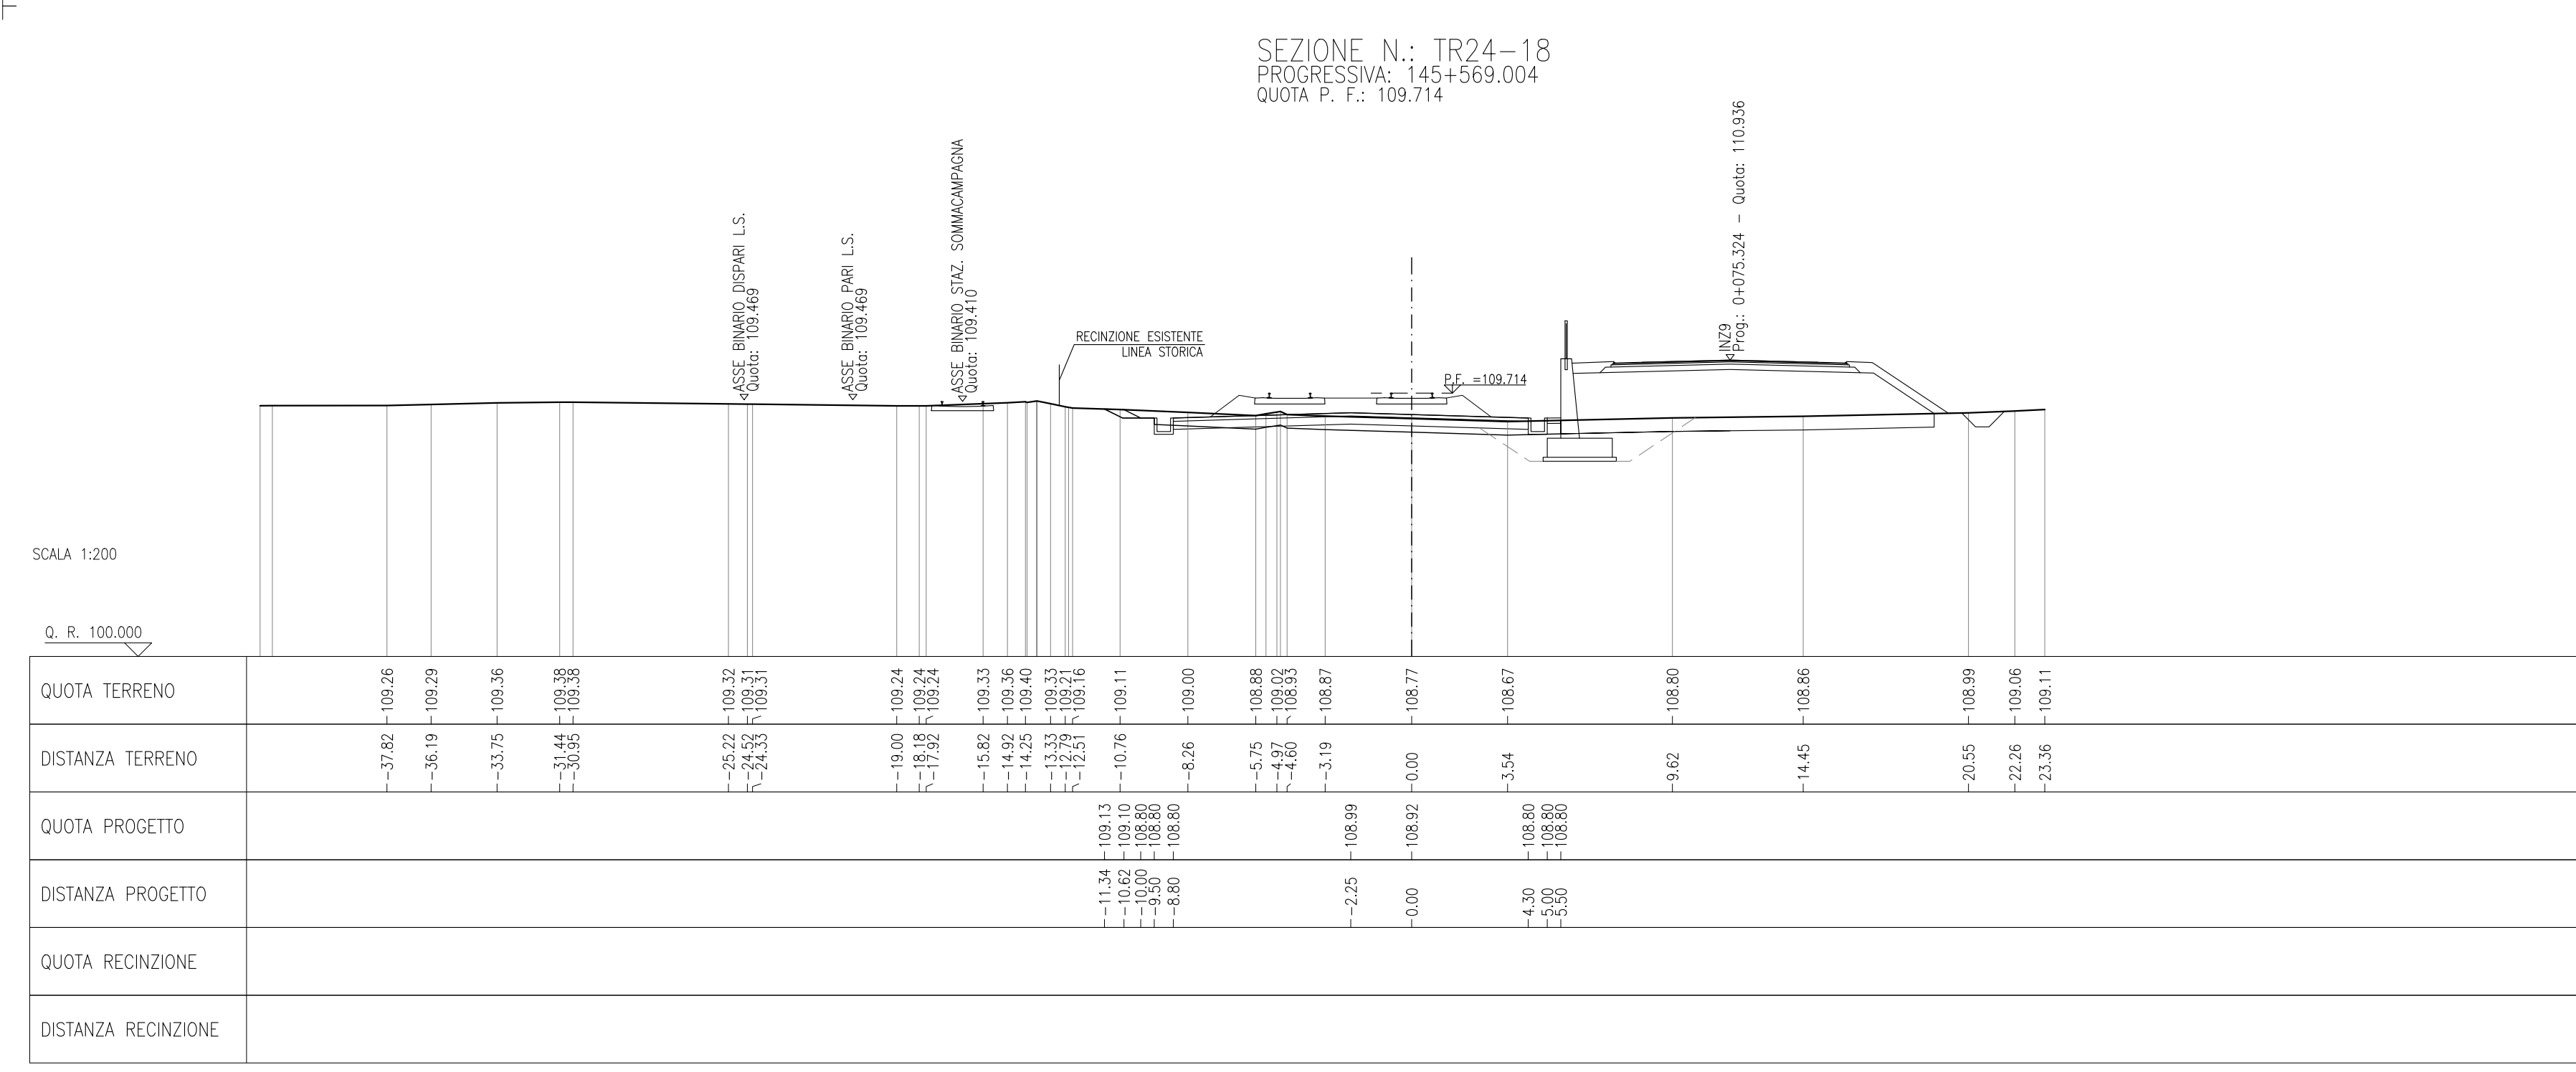 SEZIONE N.: TR24-18
PROGRESSIVA: 145+569.004
QUOTA P. F.: 109.714
ASSE BINARIO DISPARI L.S.
Quota: 109.469
ASSE BINARIO PARI L.S.
Quota: 109.469
ASSE BINARIO STAZ. SOMMACAMPAGNA
Quota: 109.410
RECINZIONE ESISTENTE
LINEA STORICA
P.F. =109.714
INZ9
Prog.: 0+075.324 - Quota: 110.936
SCALA 1:200
Q. R. 100.000
QUOTA TERRENO
109.26 109.29 109.36 109.38 109.38 109.32 109.31 109.31 109.24 109.24 109.24 109.33 109.36 109.40 109.33 109.21 109.16 109.11 109.00 108.88 109.02 108.93 108.87 108.77 108.67 108.80 108.86 108.99 109.06 109.11
DISTANZA TERRENO
-37.82 -36.19 -33.75 -31.44 -30.95 -25.22 -24.52 -24.33 -19.00 -18.18 -17.92 -15.82 -14.92 -14.25 -13.33 -12.79 -12.51 -10.76 -8.26 -5.75 -4.97 -4.60 -3.19 0.00 3.54 9.62 14.45 20.55 22.26 23.36
QUOTA PROGETTO
109.13 109.10 108.80 108.80 108.80 108.99 108.92 108.80 108.80 108.80
DISTANZA PROGETTO
-11.34 -10.62 -10.00 -9.50 -8.80 -2.25 0.00 4.30 5.00 5.50
QUOTA RECINZIONE
DISTANZA RECINZIONE